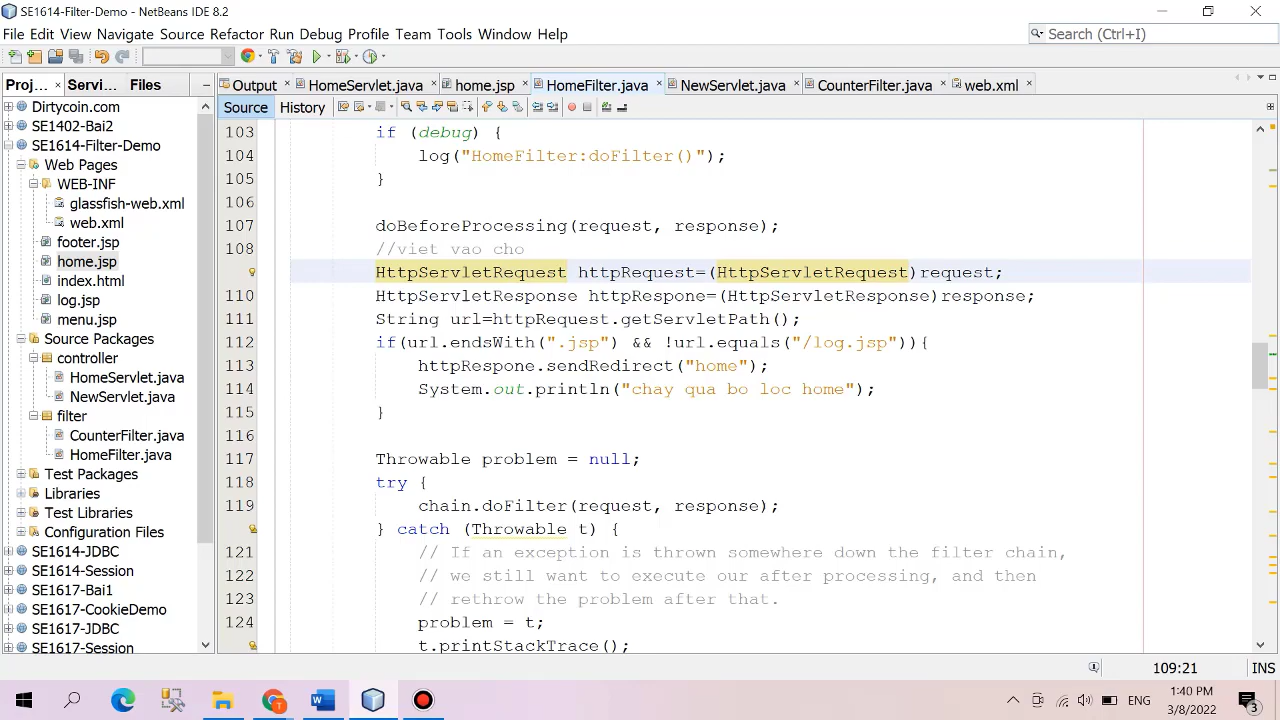 SE1614-Filter-Demo - NetBeans IDE 8.2
File Edit View Navigate Source Refactor Run Debug Profile Team Tools Window Help
Search (Ctrl+I)
Proj... Servi... Files
Output HomeServlet.java home.jsp HomeFilter.java NewServlet.java CounterFilter.java web.xml
Source History
Dirtycoin.com
SE1402-Bai2
SE1614-Filter-Demo
Web Pages
WEB-INF
glassfish-web.xml
web.xml
footer.jsp
home.jsp
index.html
log.jsp
menu.jsp
Source Packages
controller
HomeServlet.java
NewServlet.java
filter
CounterFilter.java
HomeFilter.java
Test Packages
Libraries
Test Libraries
Configuration Files
SE1614-JDBC
SE1614-Session
SE1617-Bai1
SE1617-CookieDemo
SE1617-JDBC
SE1617-Session
103 if (debug) {
104 log("HomeFilter:doFilter()");
105 }
106
107 doBeforeProcessing(request, response);
108 //viet vao cho
HttpServletRequest httpRequest=(HttpServletRequest)request;
110 HttpServletResponse httpRespone=(HttpServletResponse)response;
111 String url=httpRequest.getServletPath();
112 if(url.endsWith(".jsp") && !url.equals("/log.jsp")){
113 httpRespone.sendRedirect("home");
114 System.out.println("chay qua bo loc home");
115 }
116
117 Throwable problem = null;
118 try {
119 chain.doFilter(request, response);
} catch (Throwable t) {
121 // If an exception is thrown somewhere down the filter chain,
122 // we still want to execute our after processing, and then
123 // rethrow the problem after that.
124 problem = t;
t.printStackTrace();
109:21 INS
ENG
1:40 PM
3/8/2022
3